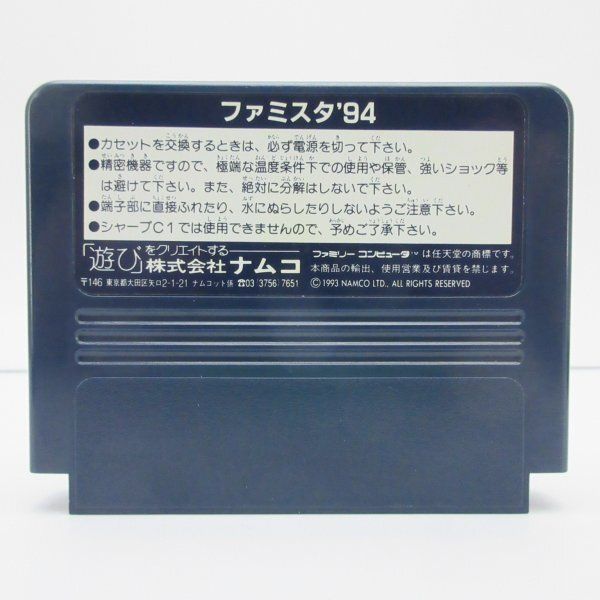 ファミスタ'94
●カセットを交換するときは、必ず電源を切って下さい。
●精密機器ですので、極端な温度条件下での使用や保管、強いショック等
は避けて下さい。また、絶対に分解はしないで下さい。
●端子部に直接ふれたり、水にぬらしたりしないようご注意下さい。
●シャープC1では使用できませんので、予めご了承下さい。
「遊び」をクリエイトする
株式会社ナムコ
〒146 東京都大田区矢口2-1-21 ナムコット係 ☎03 3756 7651
ファミリー コンピュータ™は任天堂の商標です。
本商品の輸出、使用営業及び賃貸を禁じます。
©1993 NAMCO LTD., ALL RIGHTS RESERVED